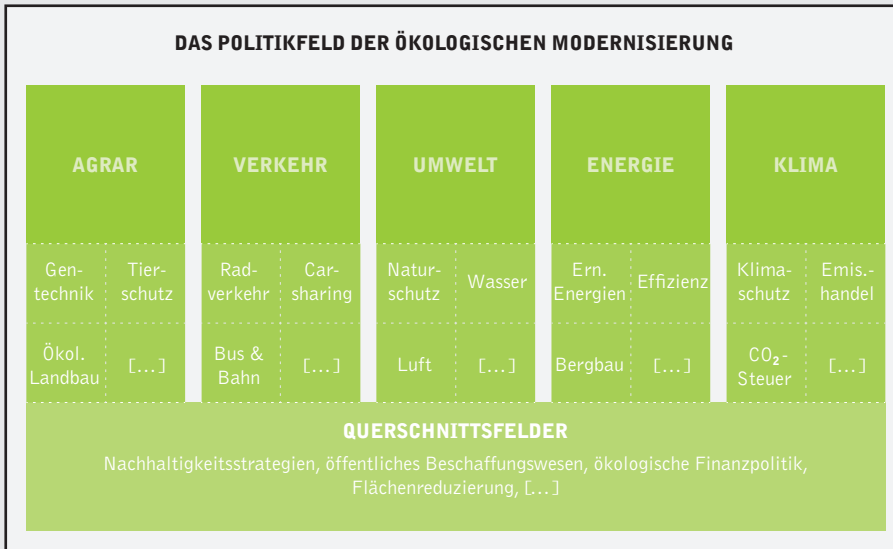 DAS POLITIKFELD DER ÖKOLOGISCHEN MODERNISIERUNG
AGRAR
Gen-
technik
Tier-
schutz
Ökol.
Landbau
[...]
VERKEHR
Rad-
verkehr
Car-
sharing
Bus &
Bahn
[...]
UMWELT
Natur-
schutz
Wasser
Luft
[...]
ENERGIE
Ern.
Energien
Effizienz
Bergbau
[...]
KLIMA
Klima-
schutz
Emis.-
handel
CO₂-
Steuer
[...]
QUERSCHNITTSFELDER
Nachhaltigkeitsstrategien, öffentliches Beschaffungswesen, ökologische Finanzpolitik,
Flächenreduzierung, [...]